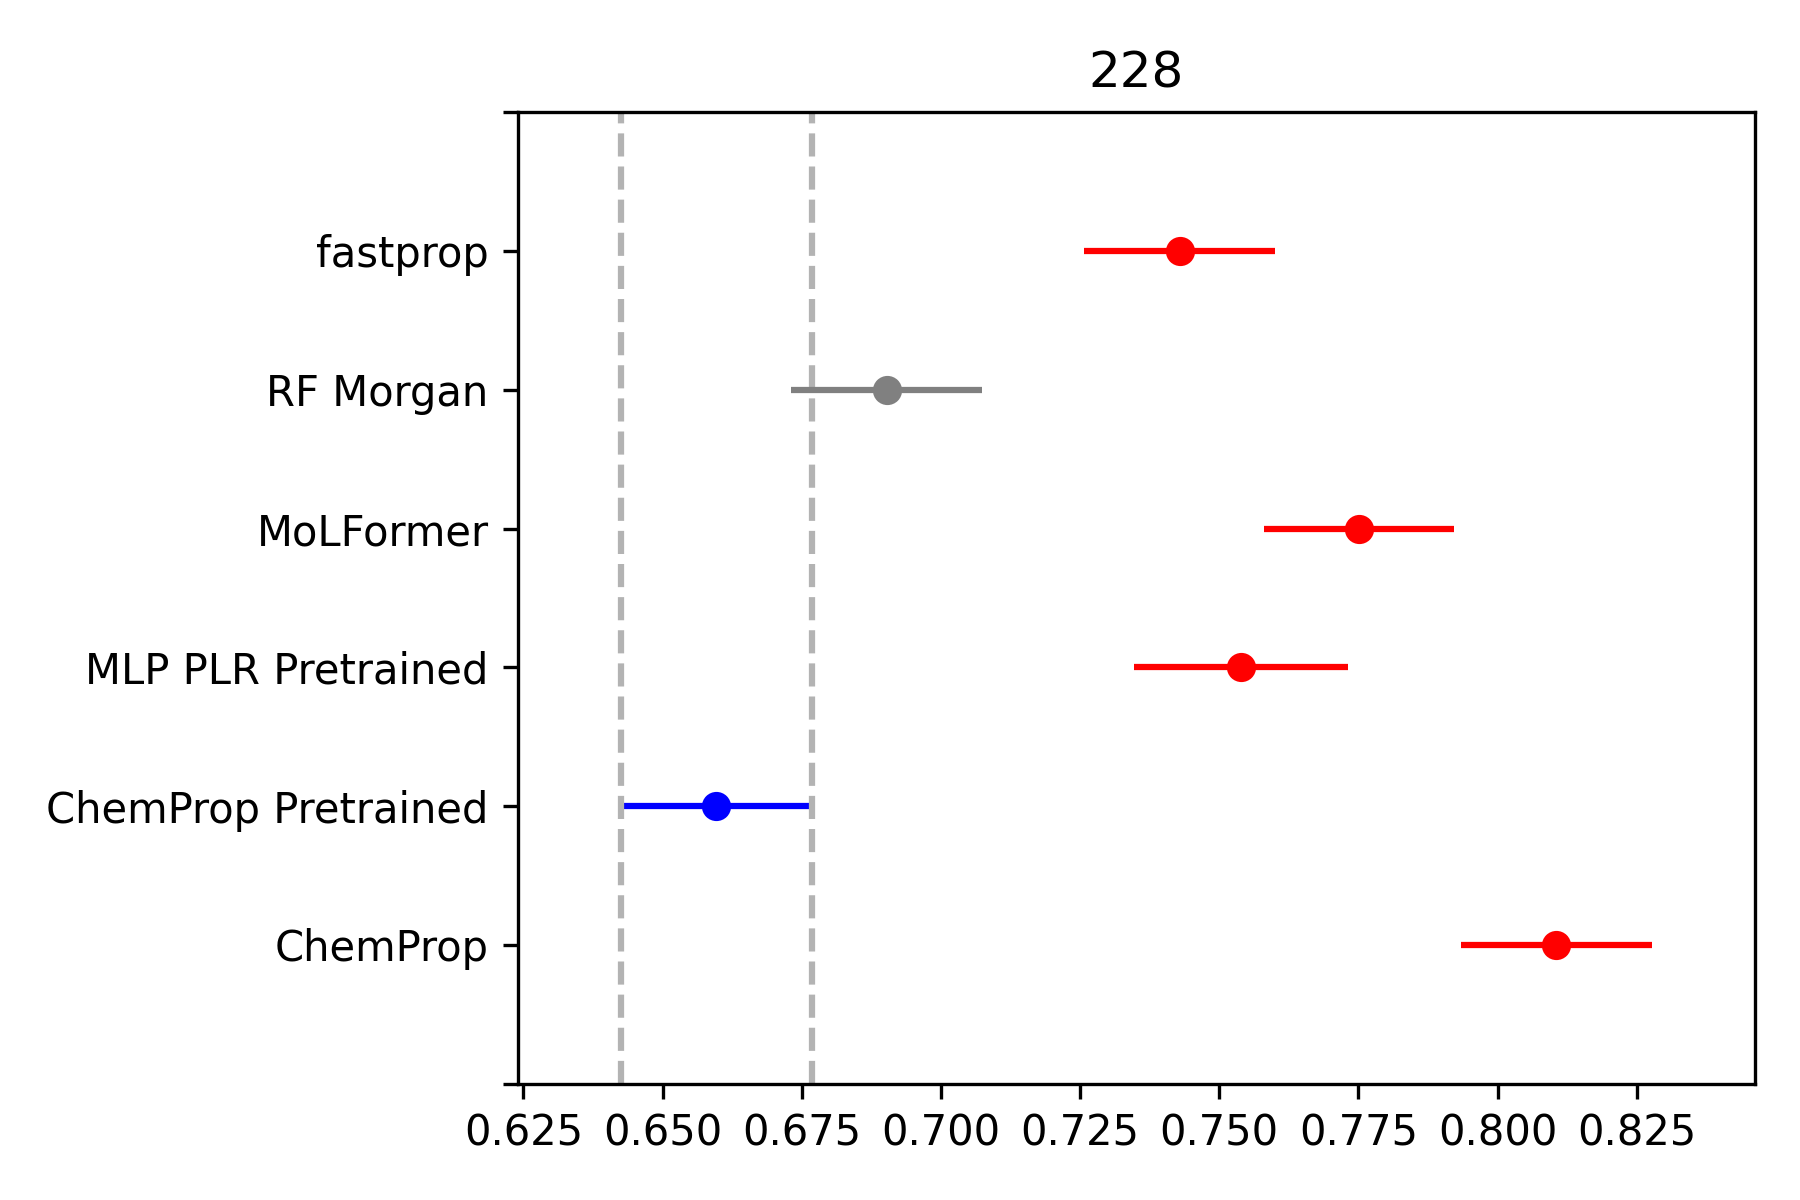 228
fastprop
RF Morgan
MoLFormer
MLP PLR Pretrained
ChemProp Pretrained
ChemProp
0.625 0.650 0.675 0.700 0.725 0.750 0.775 0.800 0.825